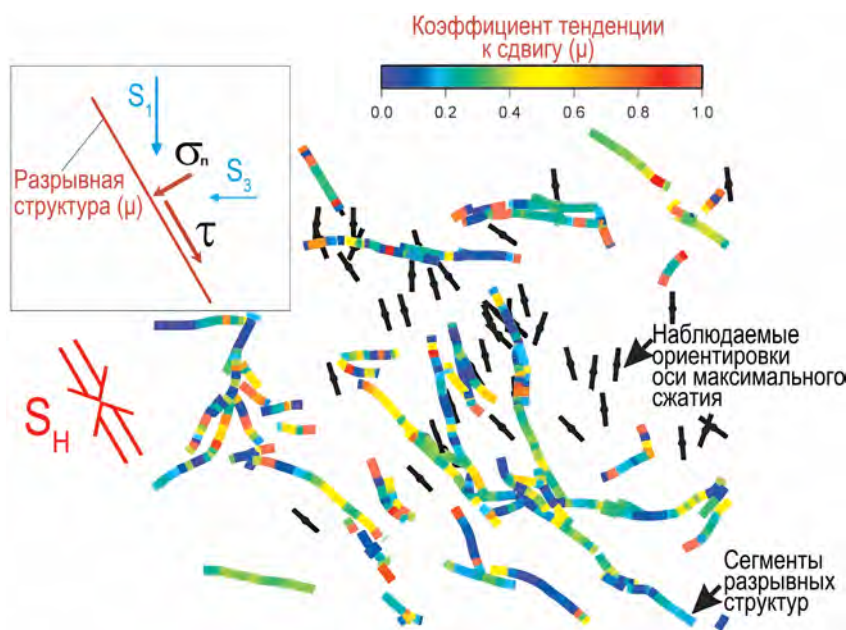 Коэффициент тенденции
к сдвигу (μ)
0.0 0.2 0.4 0.6 0.8 1.0
S1
σn
S3
Разрывная
структура (μ)
τ
Наблюдаемые
ориентировки
оси максимального
сжатия
SH
Сегменты
разрывных
структур